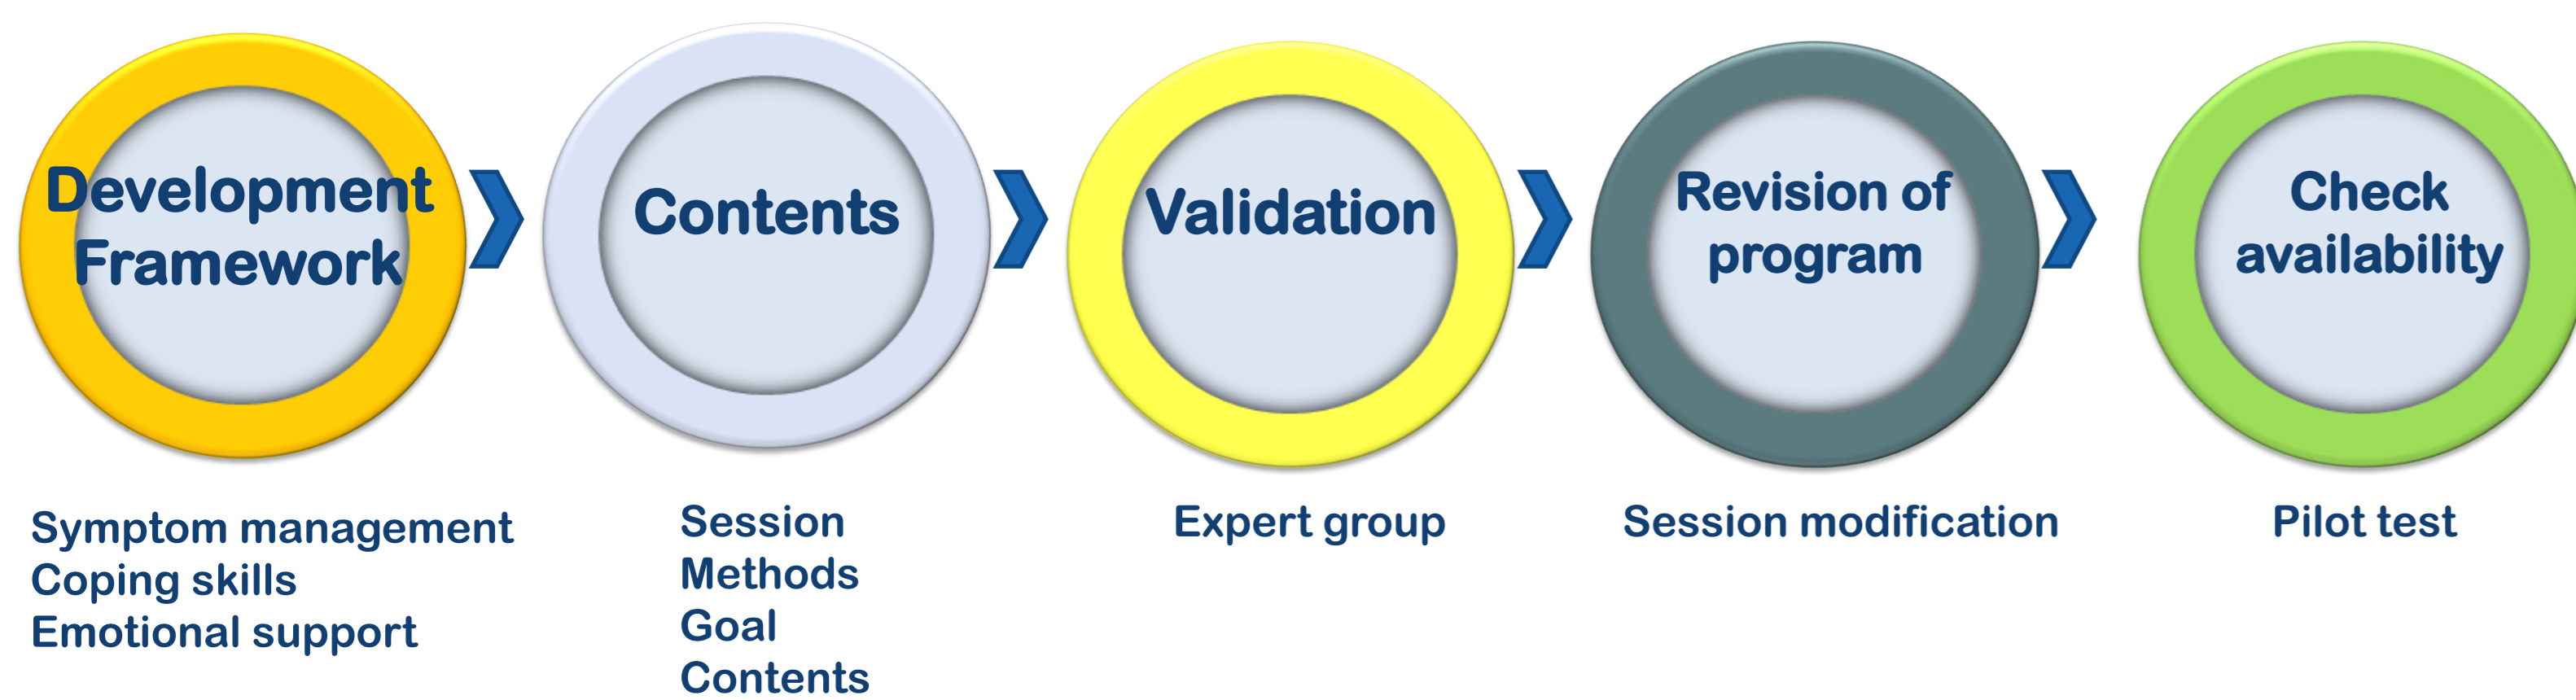 Development
Framework
Contents
Validation
Revision of
program
Check
availability
Symptom management
Coping skills
Emotional support
Session
Methods
Goal
Contents
Expert group
Session modification
Pilot test